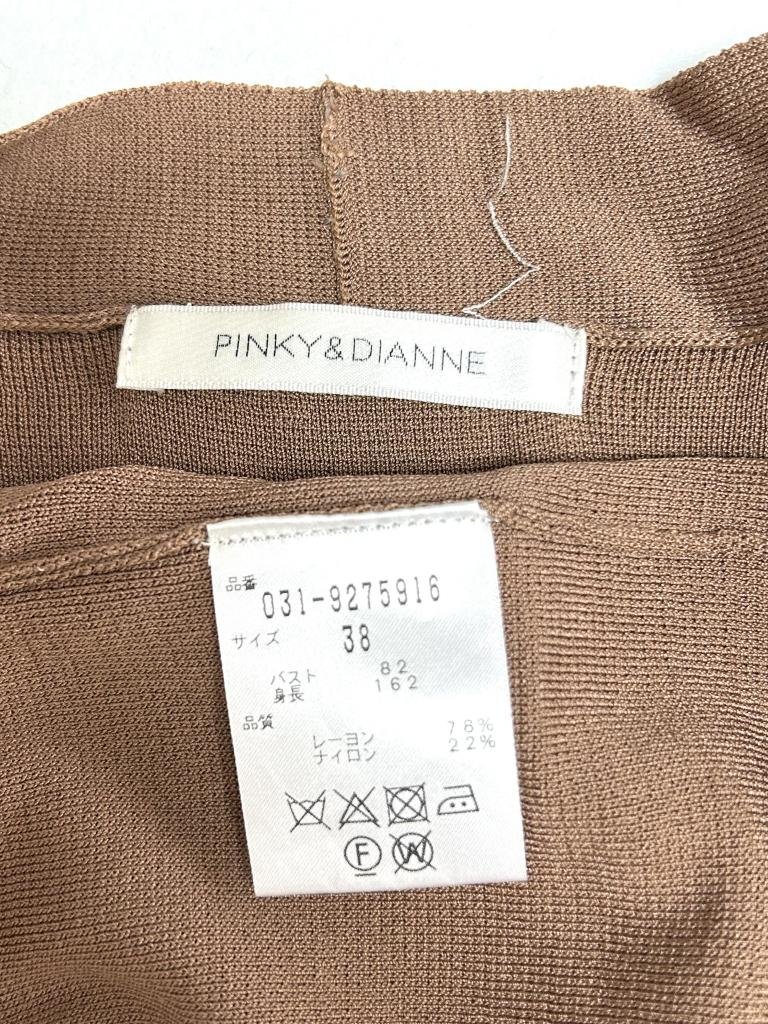 PINKY&DIANNE
品番
031-9275916
サイズ 38
バスト 82
身長 162
品質
レーヨン 78%
ナイロン 22%
F W